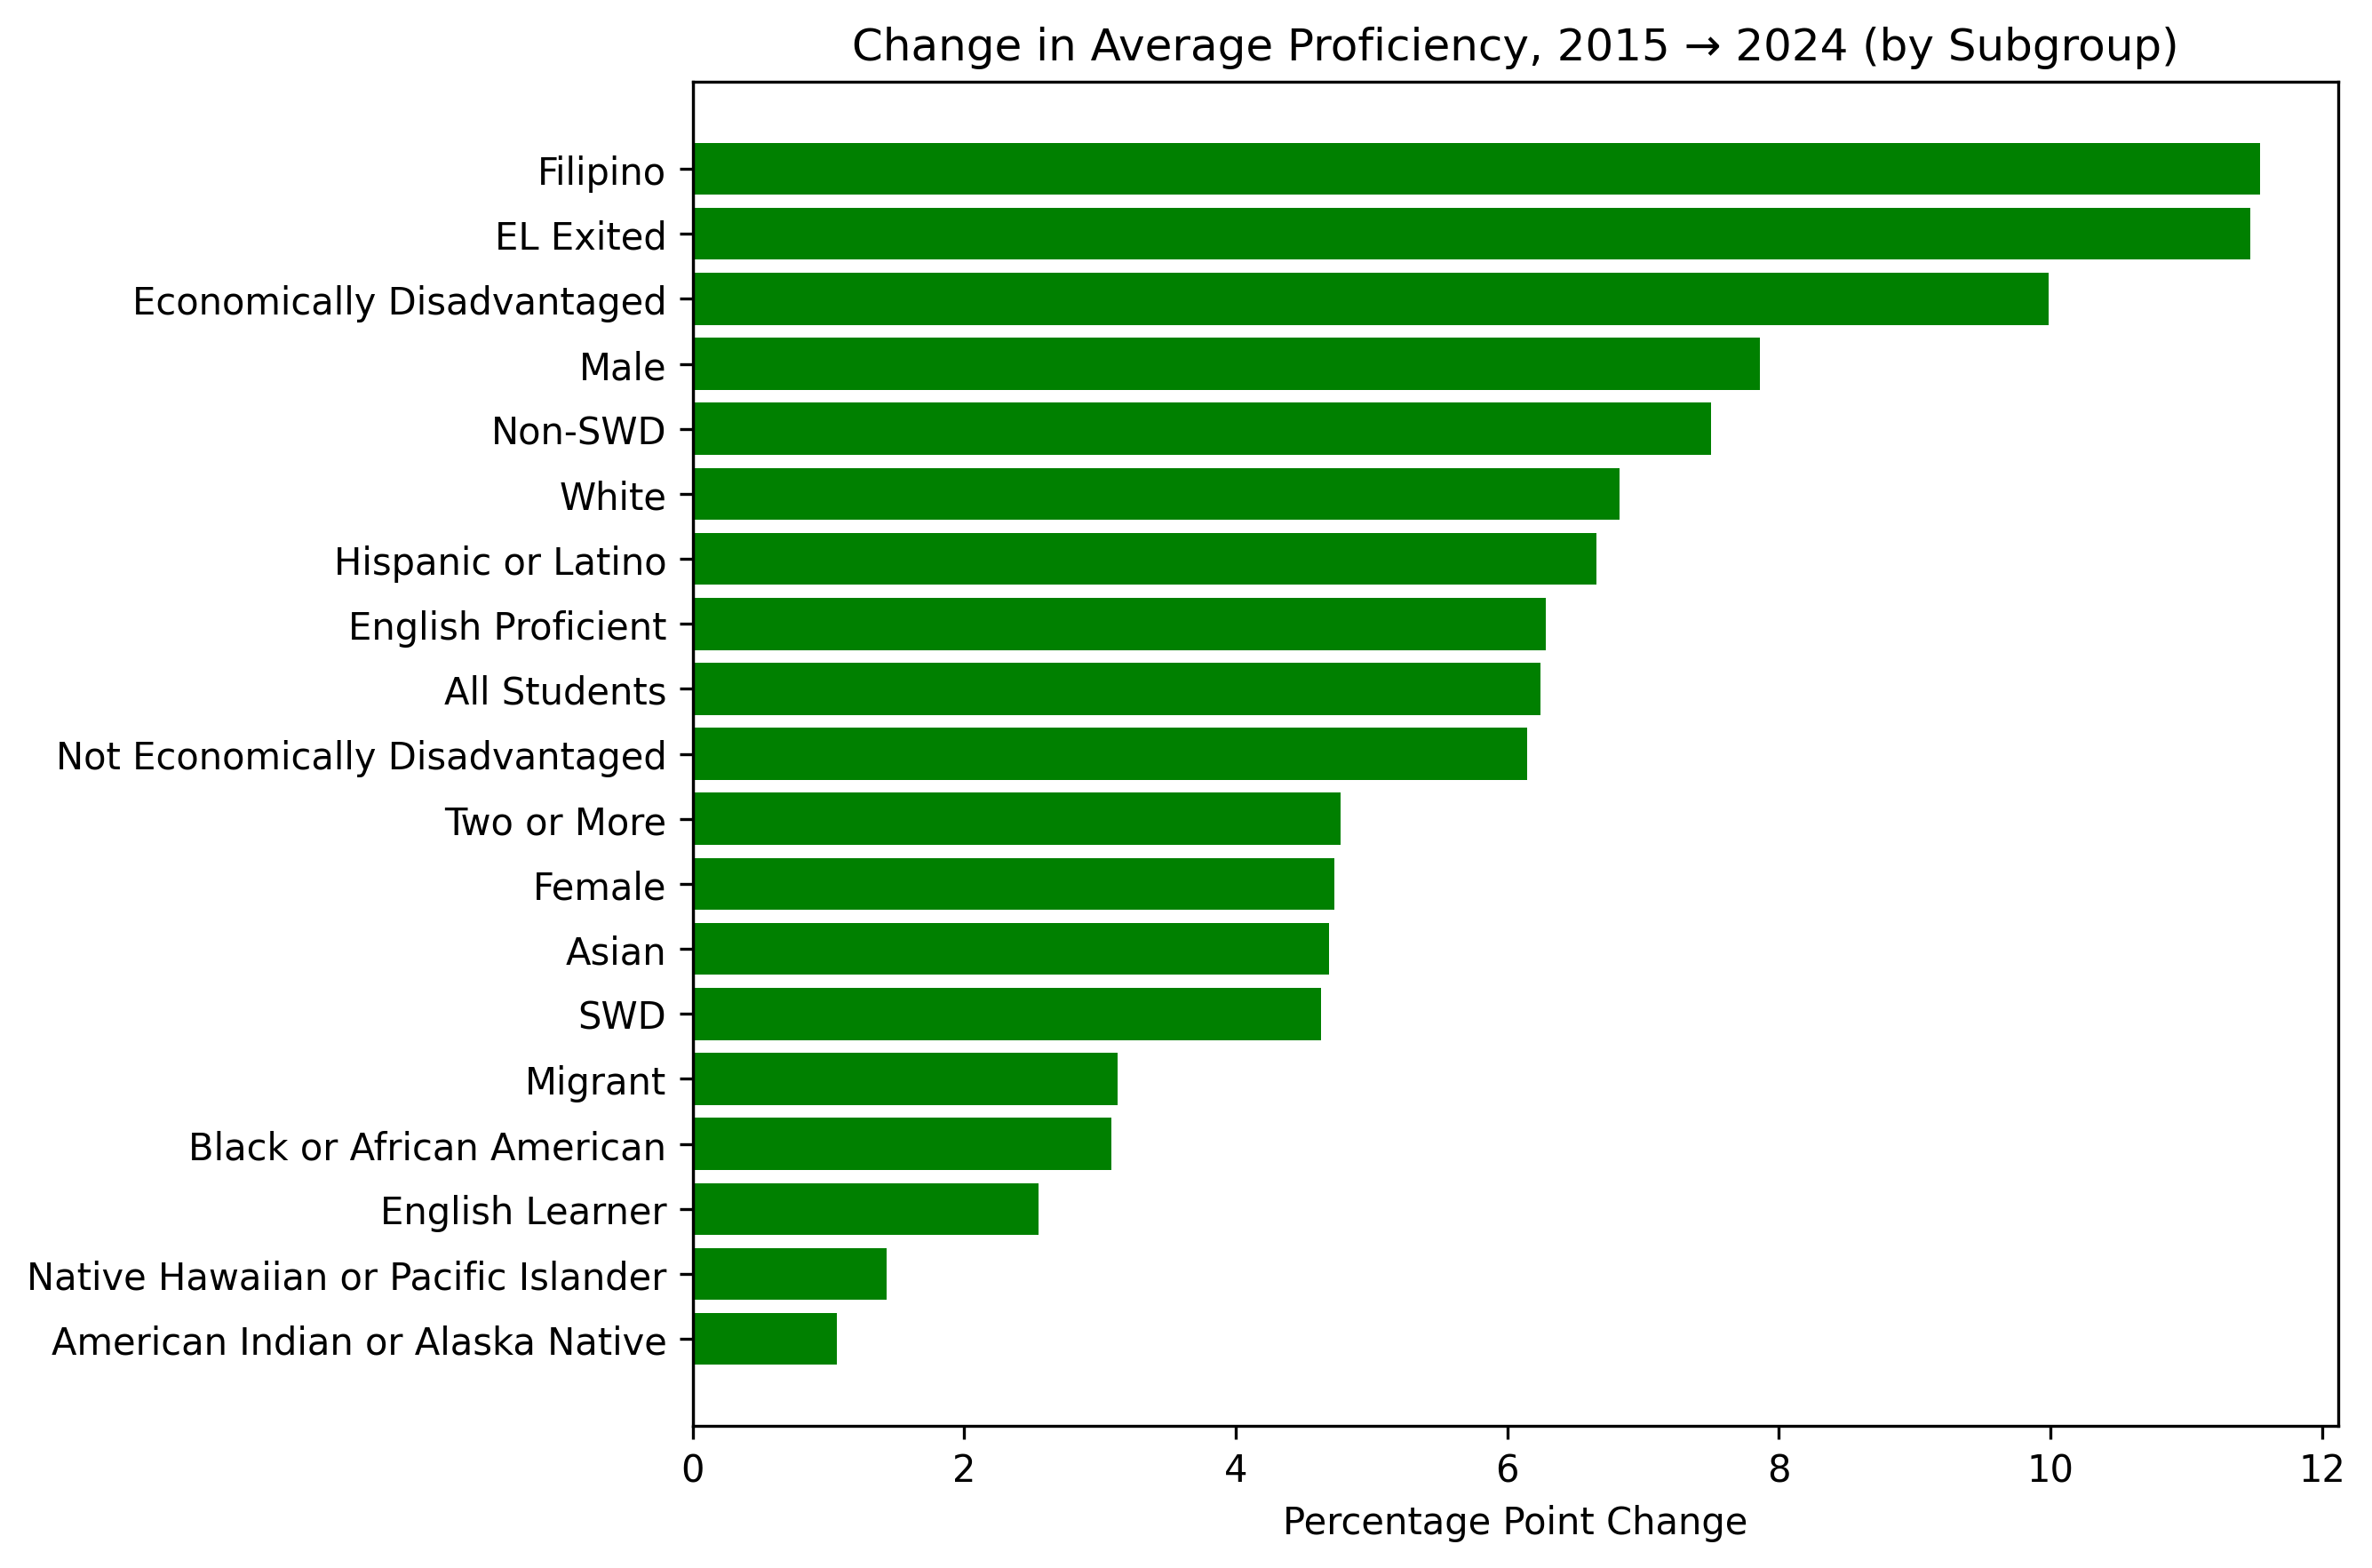 Change in Average Proficiency, 2015 → 2024 (by Subgroup)
Filipino
EL Exited
Economically Disadvantaged
Male
Non-SWD
White
Hispanic or Latino
English Proficient
All Students
Not Economically Disadvantaged
Two or More
Female
Asian
SWD
Migrant
Black or African American
English Learner
Native Hawaiian or Pacific Islander
American Indian or Alaska Native
0 2 4 6 8 10 12
Percentage Point Change